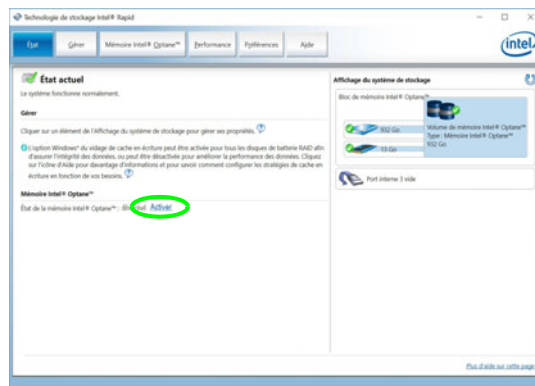 Technologie de stockage Intel® Rapid
État
Gérer
Mémoire Intel® Optane™
Performance
Préférences
Aide
intel
État actuel
Le système fonctionne normalement.
Gérer
Cliquer sur un élément de l'Affichage du système de stockage pour gérer ses propriétés.
L'option Windows* du vidage de cache en écriture peut être activée pour tous les disques de batterie RAID afin
d'assurer l'intégrité des données, ou peut être désactivée pour améliorer la performance des données. Cliquez
sur l'icône d'Aide pour davantage d'informations et pour savoir comment configurer les stratégies de cache en
écriture en fonction de vos besoins.
Mémoire Intel® Optane™
État de la mémoire Intel® Optane™ : Activer
Affichage du système de stockage
Bloc de mémoire Intel® Optane™
932 Go
13 Go
Volume de mémoire Intel® Optane™
Type : Mémoire Intel® Optane™
932 Go
Port interne 3 vide
Plus d'aide sur cette page